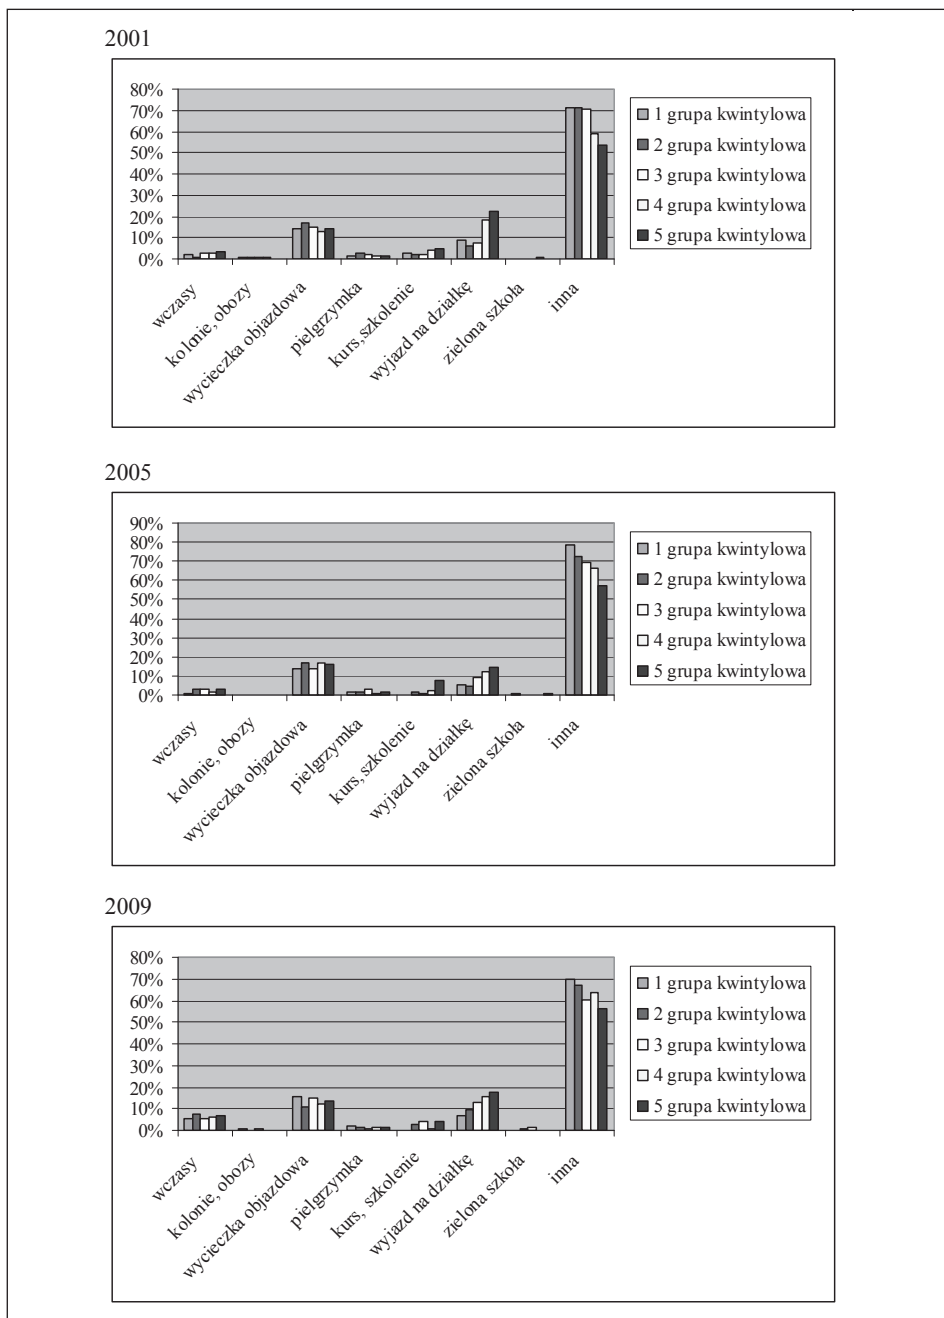 2001
80%
70%
60%
50%
40%
30%
20%
10%
0%
wczasy
kolonie, obozy
wycieczka objazdowa
pielgrzymka
kurs, szkolenie
wyjazd na działkę
zielona szkoła
inna
1 grupa kwintylowa
2 grupa kwintylowa
3 grupa kwintylowa
4 grupa kwintylowa
5 grupa kwintylowa
2005
90%
80%
70%
60%
50%
40%
30%
20%
10%
0%
wczasy
kolonie, obozy
wycieczka objazdowa
pielgrzymka
kurs, szkolenie
wyjazd na działkę
zielona szkoła
inna
1 grupa kwintylowa
2 grupa kwintylowa
3 grupa kwintylowa
4 grupa kwintylowa
5 grupa kwintylowa
2009
80%
70%
60%
50%
40%
30%
20%
10%
0%
wczasy
kolonie, obozy
wycieczka objazdowa
pielgrzymka
kurs, szkolenie
wyjazd na działkę
zielona szkoła
inna
1 grupa kwintylowa
2 grupa kwintylowa
3 grupa kwintylowa
4 grupa kwintylowa
5 grupa kwintylowa